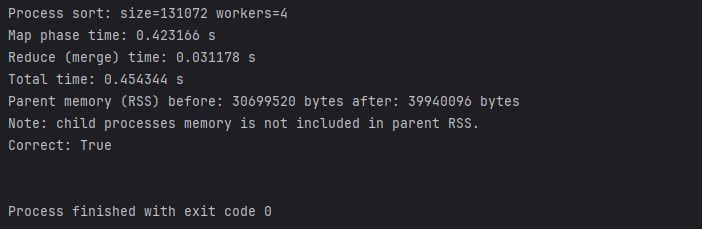 Process sort: size=131072 workers=4
Map phase time: 0.423166 s
Reduce (merge) time: 0.031178 s
Total time: 0.454344 s
Parent memory (RSS) before: 30699520 bytes after: 39940096 bytes
Note: child processes memory is not included in parent RSS.
Correct: True
Process finished with exit code 0